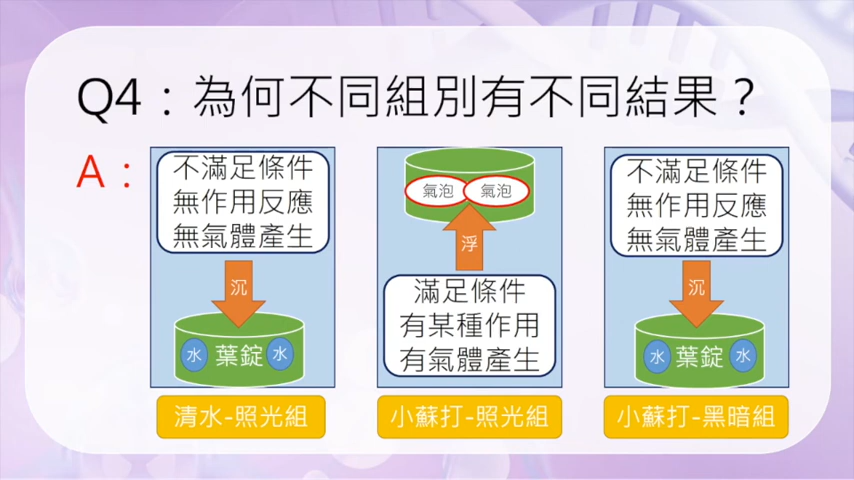 Q4：為何不同組別有不同結果？
A：
不滿足條件
無作用反應
無氣體產生
沉
水 葉錠 水
清水-照光組
氣泡 氣泡
浮
滿足條件
有某種作用
有氣體產生
小蘇打-照光組
不滿足條件
無作用反應
無氣體產生
沉
水 葉錠 水
小蘇打-黑暗組